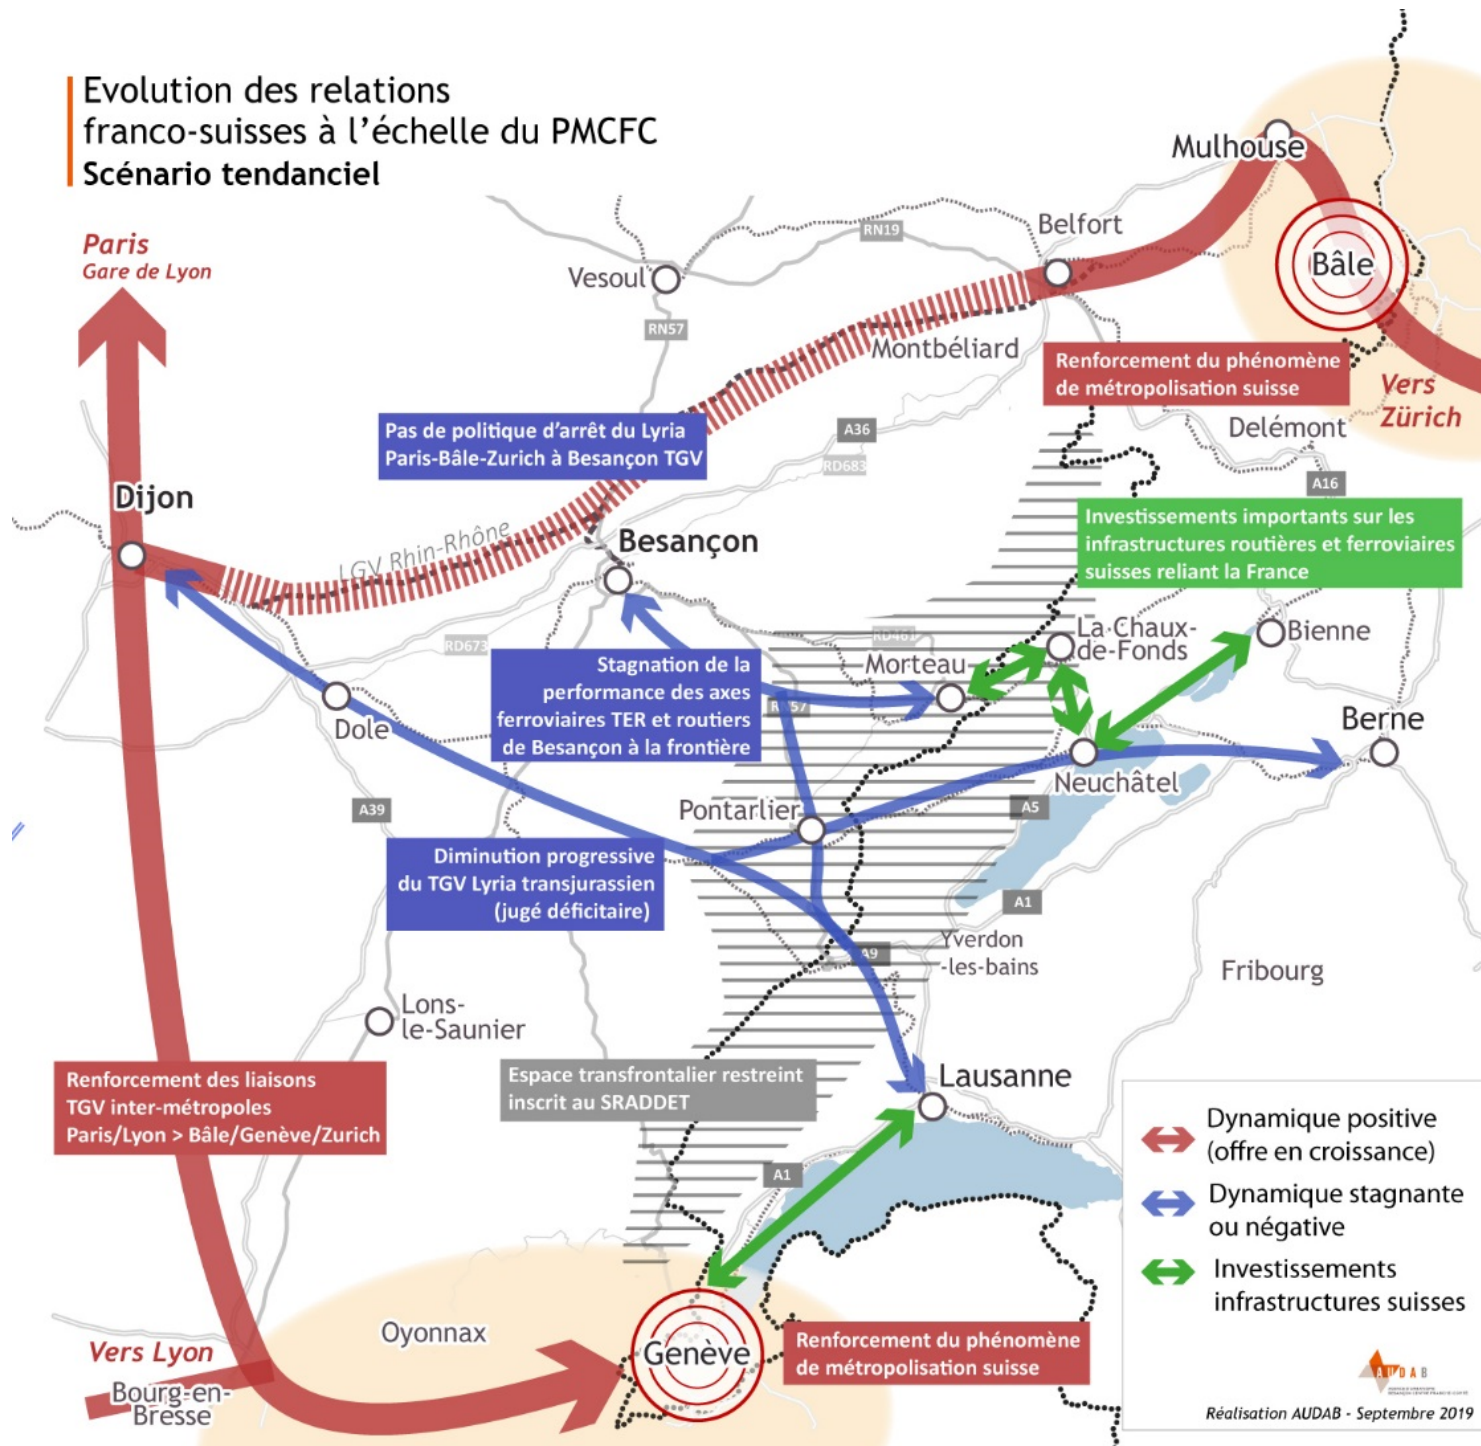 Evolution des relations
franco-suisses à l'échelle du PMCFC
Scénario tendanciel
Paris
Gare de Lyon
Mulhouse
Belfort
RN19
Vesoul
Bâle
RN57
Montbéliard
Renforcement du phénomène
de métropolisation suisse
Vers
Zürich
Pas de politique d'arrêt du Lyria
Paris-Bâle-Zurich à Besançon TGV
A36
RD683
Delémont
A16
Dijon
LGV Rhin-Rhône
Besançon
Investissements importants sur les
infrastructures routières et ferroviaires
suisses reliant la France
RD673
RD461
La Chaux-
de-Fonds
Bienne
Morteau
Stagnation de la
performance des axes
ferroviaires TER et routiers
de Besançon à la frontière
RN57
Dole
Berne
Neuchâtel
A39
Pontarlier
A5
Diminution progressive
du TGV Lyria transjurassien
(jugé déficitaire)
A1
A9
Yverdon
-les-bains
Fribourg
Lons-
le-Saunier
Renforcement des liaisons
TGV inter-métropoles
Paris/Lyon > Bâle/Genève/Zurich
Espace transfrontalier restreint
inscrit au SRADDET
Lausanne
A1
Dynamique positive
(offre en croissance)
Dynamique stagnante
ou négative
Investissements
infrastructures suisses
Oyonnax
Genève
Renforcement du phénomène
de métropolisation suisse
Vers Lyon
Bourg-en-
Bresse
AUDAB
Réalisation AUDAB - Septembre 2019